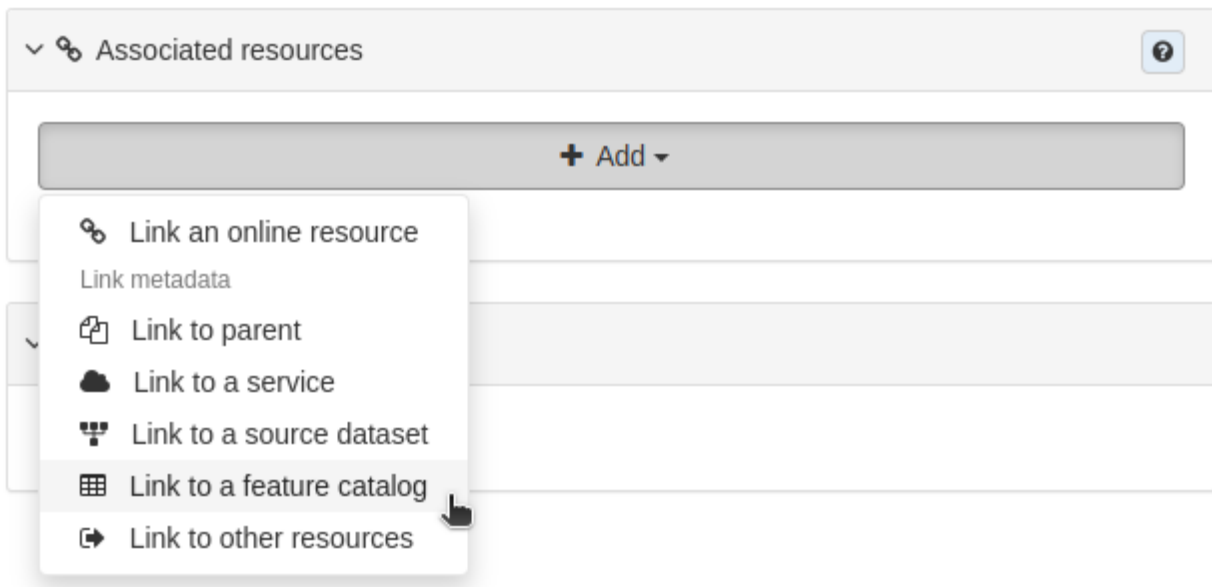 Associated resources
Add
Link an online resource
Link metadata
Link to parent
Link to a service
Link to a source dataset
Link to a feature catalog
Link to other resources